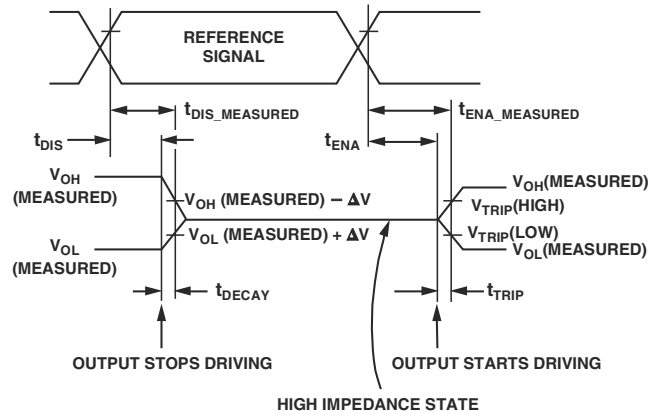 REFERENCE
SIGNAL
tDIS_MEASURED
tENA_MEASURED
tDIS
tENA
VOH
(MEASURED)
VOH (MEASURED) – ΔV
VOH(MEASURED)
VTRIP(HIGH)
VOL
(MEASURED)
VOL (MEASURED) + ΔV
VTRIP(LOW)
VOL(MEASURED)
tDECAY
tTRIP
OUTPUT STOPS DRIVING
OUTPUT STARTS DRIVING
HIGH IMPEDANCE STATE